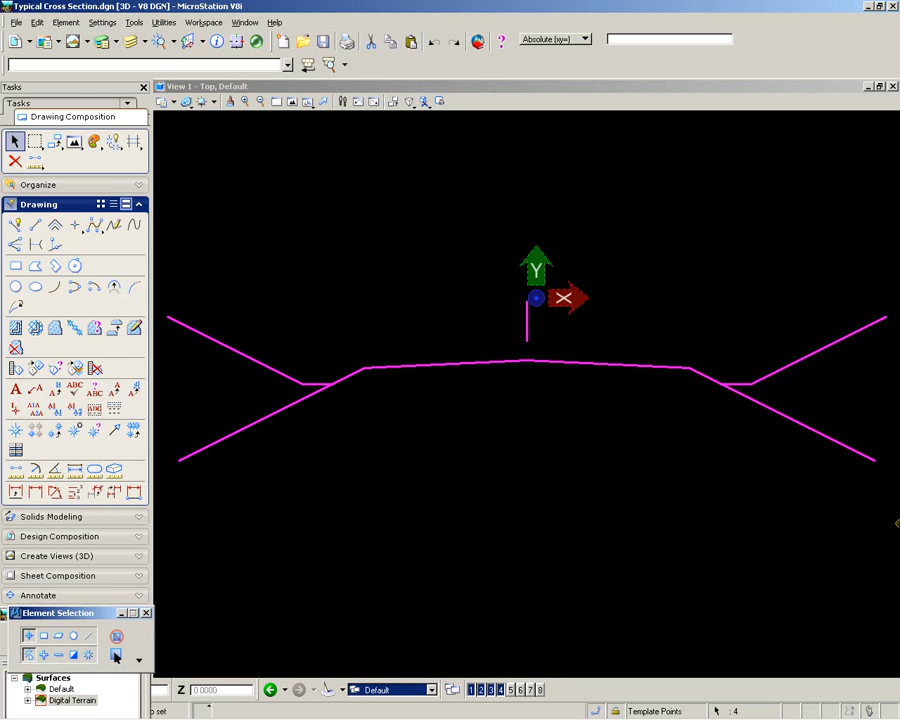 Typical Cross Section.dgn [3D - V8 DGN] - MicroStation V8i
File Edit Element Settings Tools Utilities Workspace Window Help
Absolute (xy=)
Tasks
View 1 - Top, Default
Tasks
Drawing Composition
Organize
Drawing
Y
X
Solids Modeling
Design Composition
Create Views (3D)
Sheet Composition
Annotate
Element Selection
Surfaces
Default
Digital Terrain
Z 0.0000
Default
1 2 3 4 5 6 7 8
set
Template Points
: 4